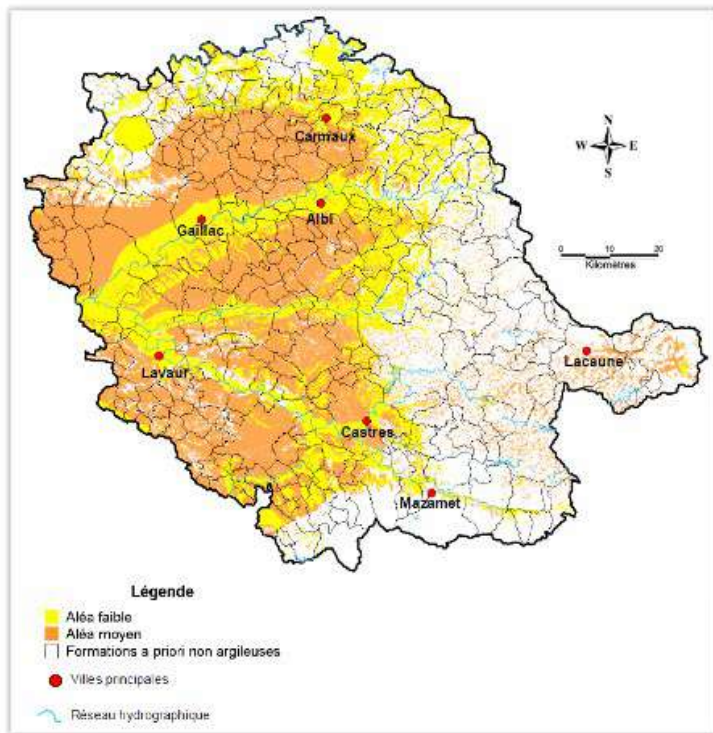 Carmaux
N
W E
S
Gaillac
Albi
0 10 20
Kilomètres
Lacaune
Lavaur
Castres
Mazamet
Légende
Aléa faible
Aléa moyen
Formations a priori non argileuses
Villes principales
Réseau hydrographique